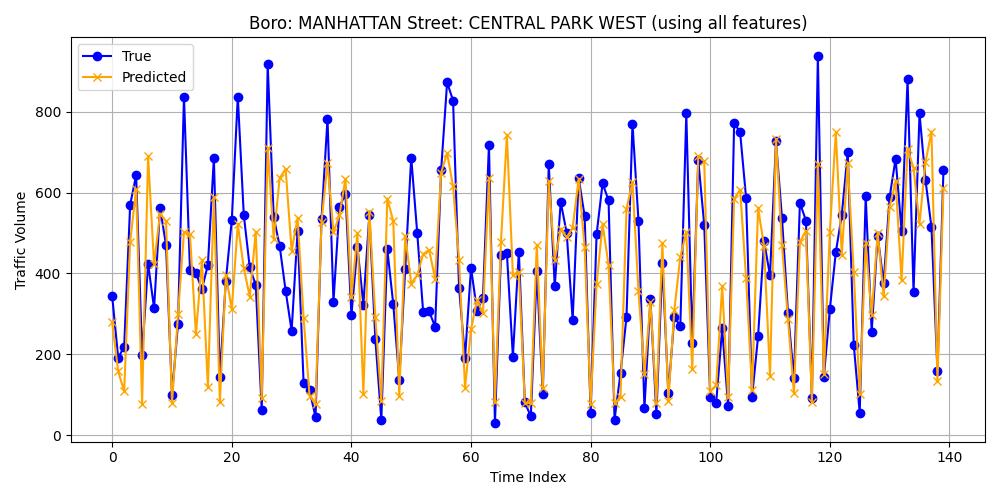 Boro: MANHATTAN Street: CENTRAL PARK WEST (using all features)
True
Predicted
Traffic Volume
800
600
400
200
0
0 20 40 60 80 100 120 140
Time Index